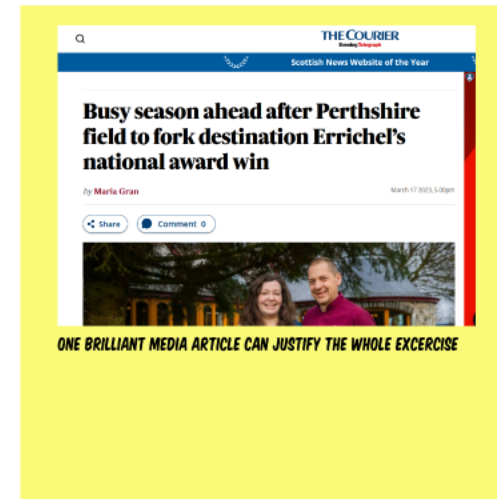 THE COURIER
Evening Telegraph
Scottish News Website of the Year
Busy season ahead after Perthshire
field to fork destination Errichel's
national award win
by Maria Gran
March 17 2023, 5.00pm
Share
Comment 0
ONE BRILLIANT MEDIA ARTICLE CAN JUSTIFY THE WHOLE EXCERCISE